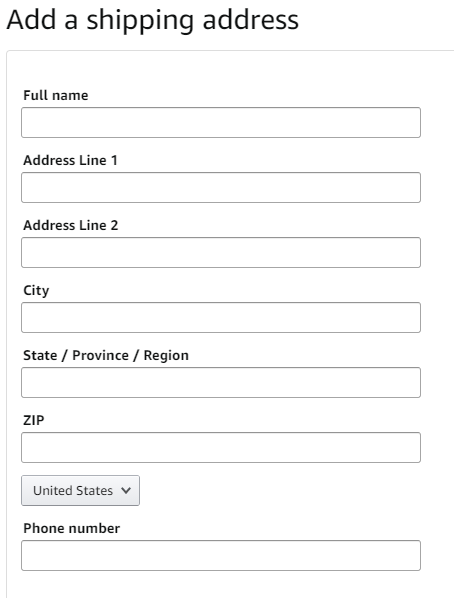 Add a shipping address
Full name
Address Line 1
Address Line 2
City
State / Province / Region
ZIP
United States
Phone number